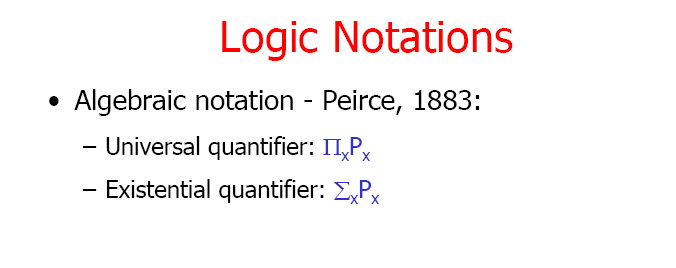 Logic Notations
• Algebraic notation - Peirce, 1883:
– Universal quantifier: ΠₓPₓ
– Existential quantifier: ΣₓPₓ